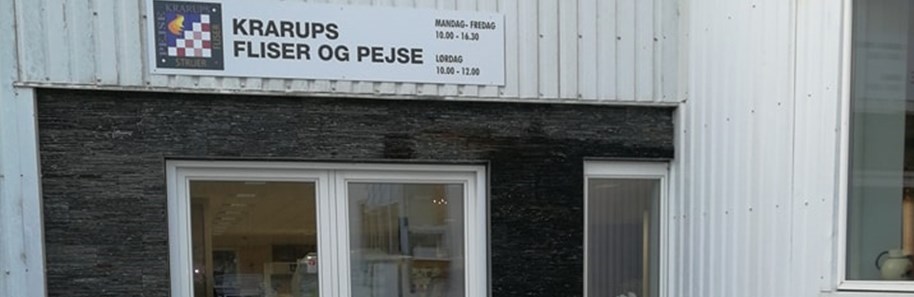 KRARUPS
PEJSE
FLISER
STRUER
KRARUPS
FLISER OG PEJSE
MANDAG- FREDAG
10.00 - 16.30
LØRDAG
10.00 - 12.00